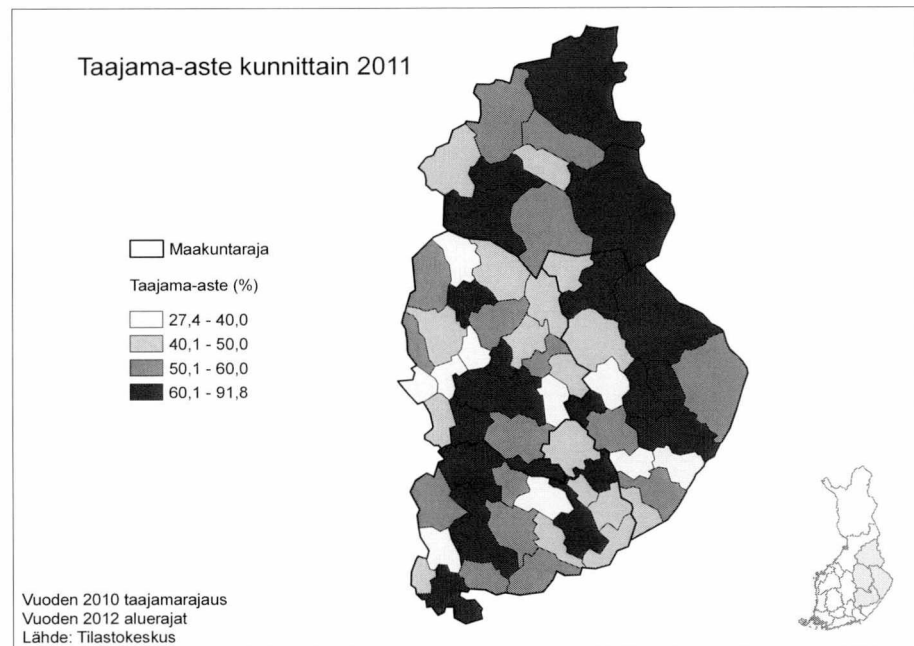 Taajama-aste kunnittain 2011
Maakuntaraja
Taajama-aste (%)
27,4 - 40,0
40,1 - 50,0
50,1 - 60,0
60,1 - 91,8
Vuoden 2010 taajamarajaus
Vuoden 2012 aluerajat
Lähde: Tilastokeskus